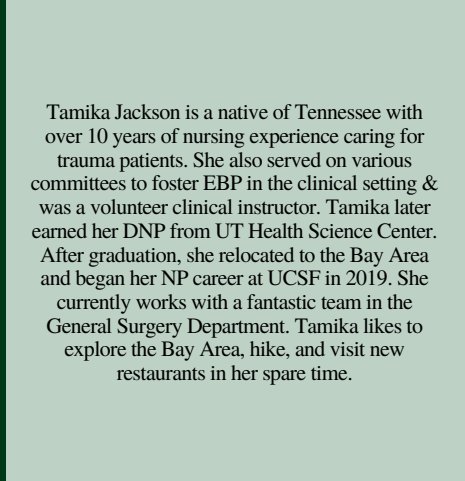 Tamika Jackson is a native of Tennessee with
over 10 years of nursing experience caring for
trauma patients. She also served on various
committees to foster EBP in the clinical setting &
was a volunteer clinical instructor. Tamika later
earned her DNP from UT Health Science Center.
After graduation, she relocated to the Bay Area
and began her NP career at UCSF in 2019. She
currently works with a fantastic team in the
General Surgery Department. Tamika likes to
explore the Bay Area, hike, and visit new
restaurants in her spare time.